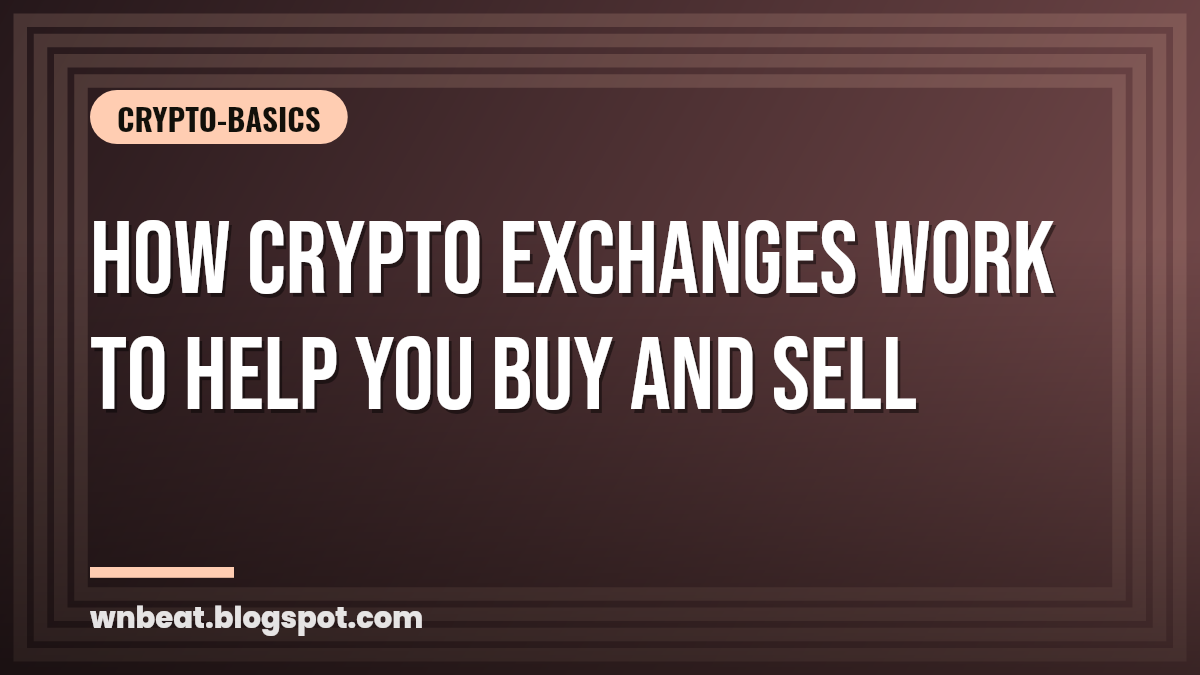 CRYPTO-BASICS
HOW CRYPTO EXCHANGES WORK
TO HELP YOU BUY AND SELL
wnbeat.blogspot.com